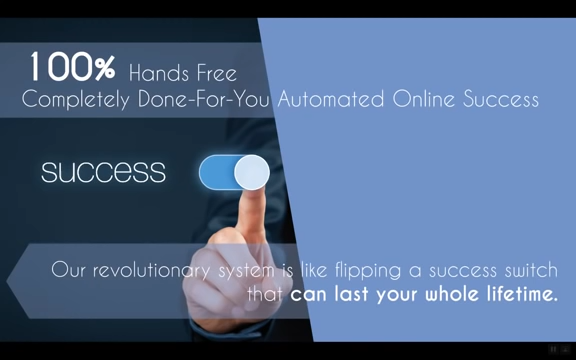 100% Hands Free
Completely Done-For-You Automated Online Success
success
Our revolutionary system is like flipping a success switch
that can last your whole lifetime.